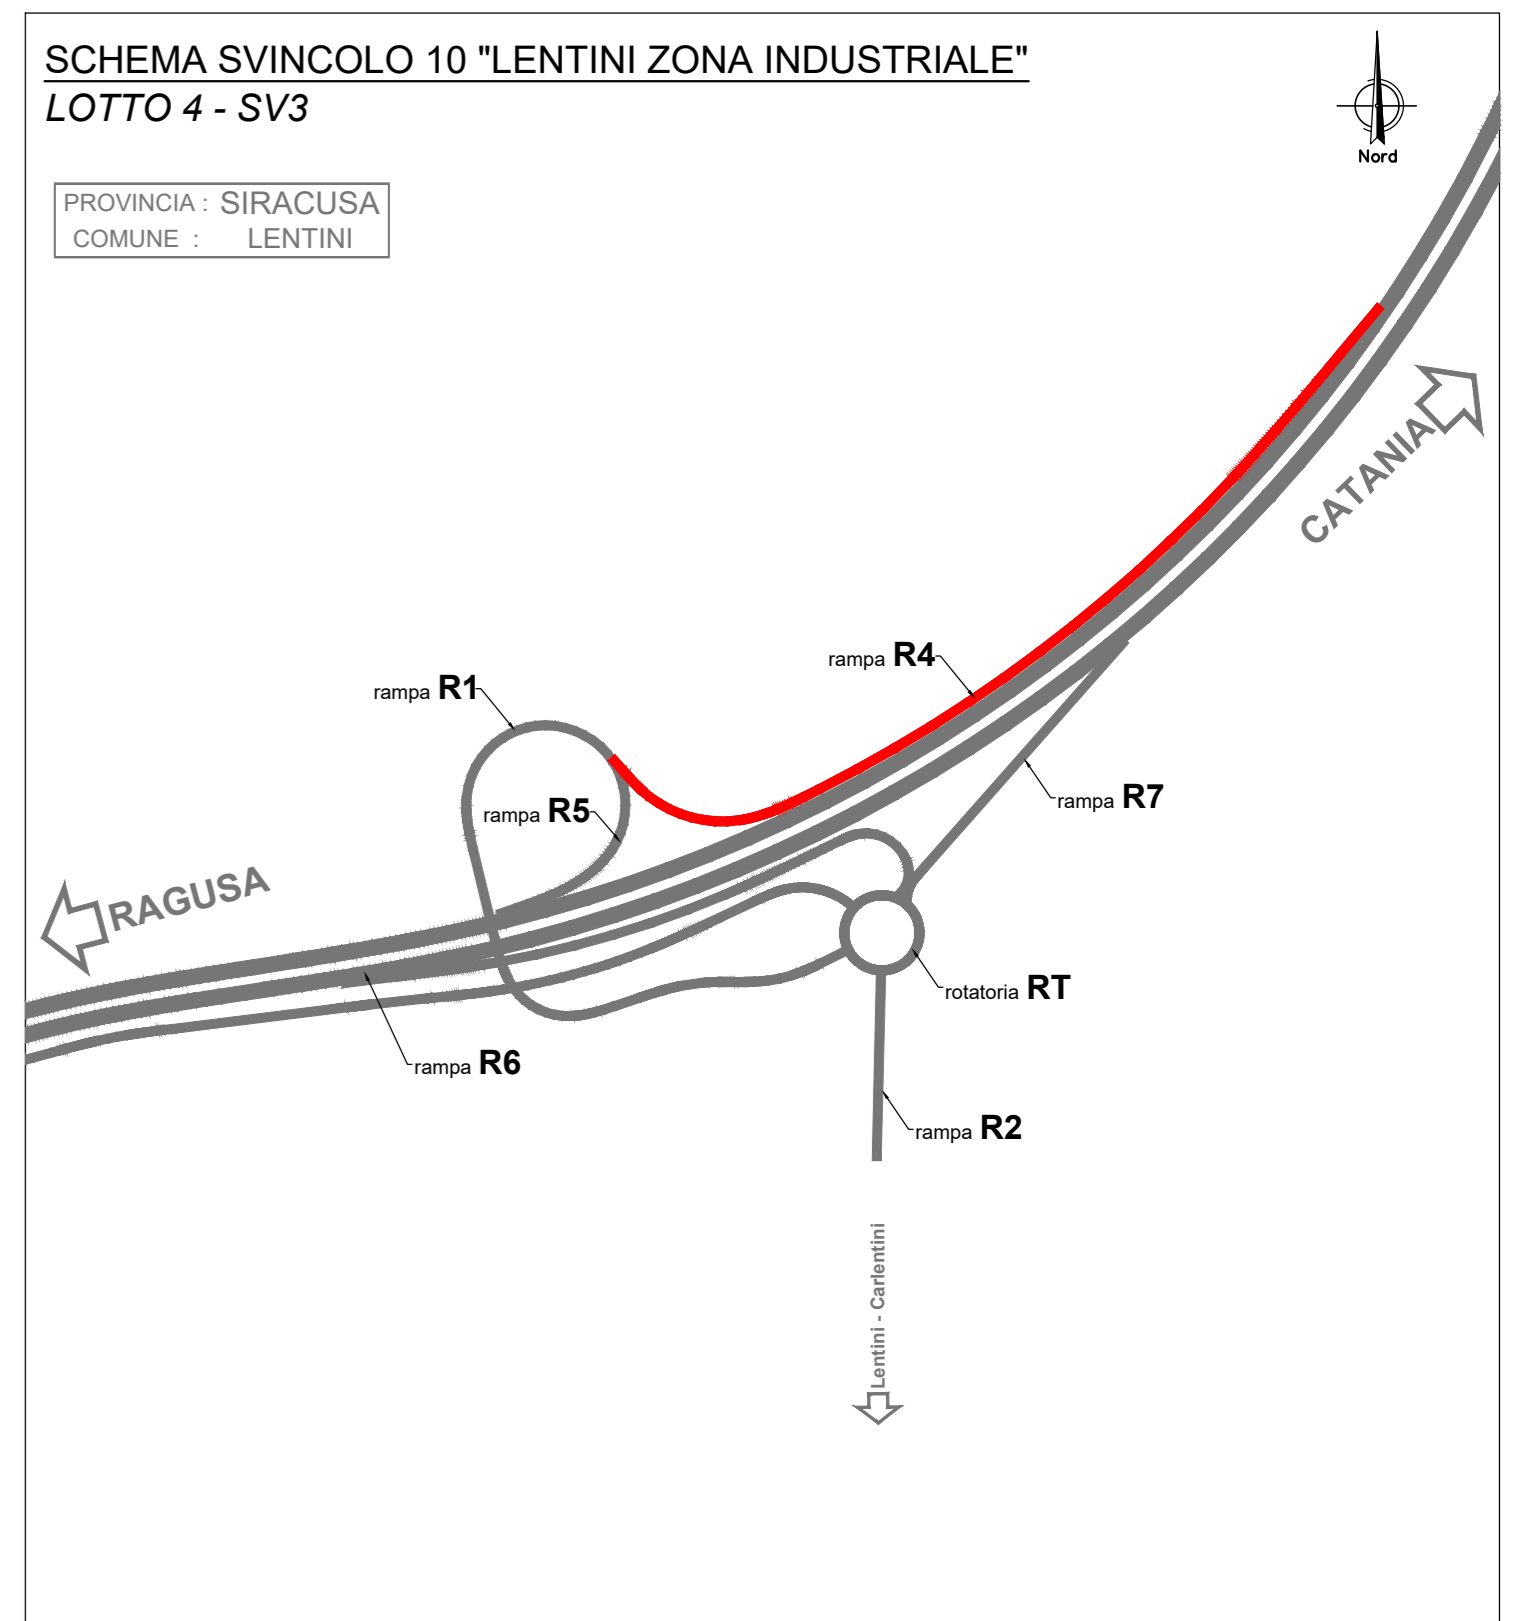 SCHEMA SVINCOLO 10 "LENTINI ZONA INDUSTRIALE"
LOTTO 4 - SV3
Nord
PROVINCIA : SIRACUSA
COMUNE : LENTINI
CATANIA
rampa R4
rampa R1
rampa R7
rampa R5
RAGUSA
rotatoria RT
rampa R6
rampa R2
Lentini - Carlentini